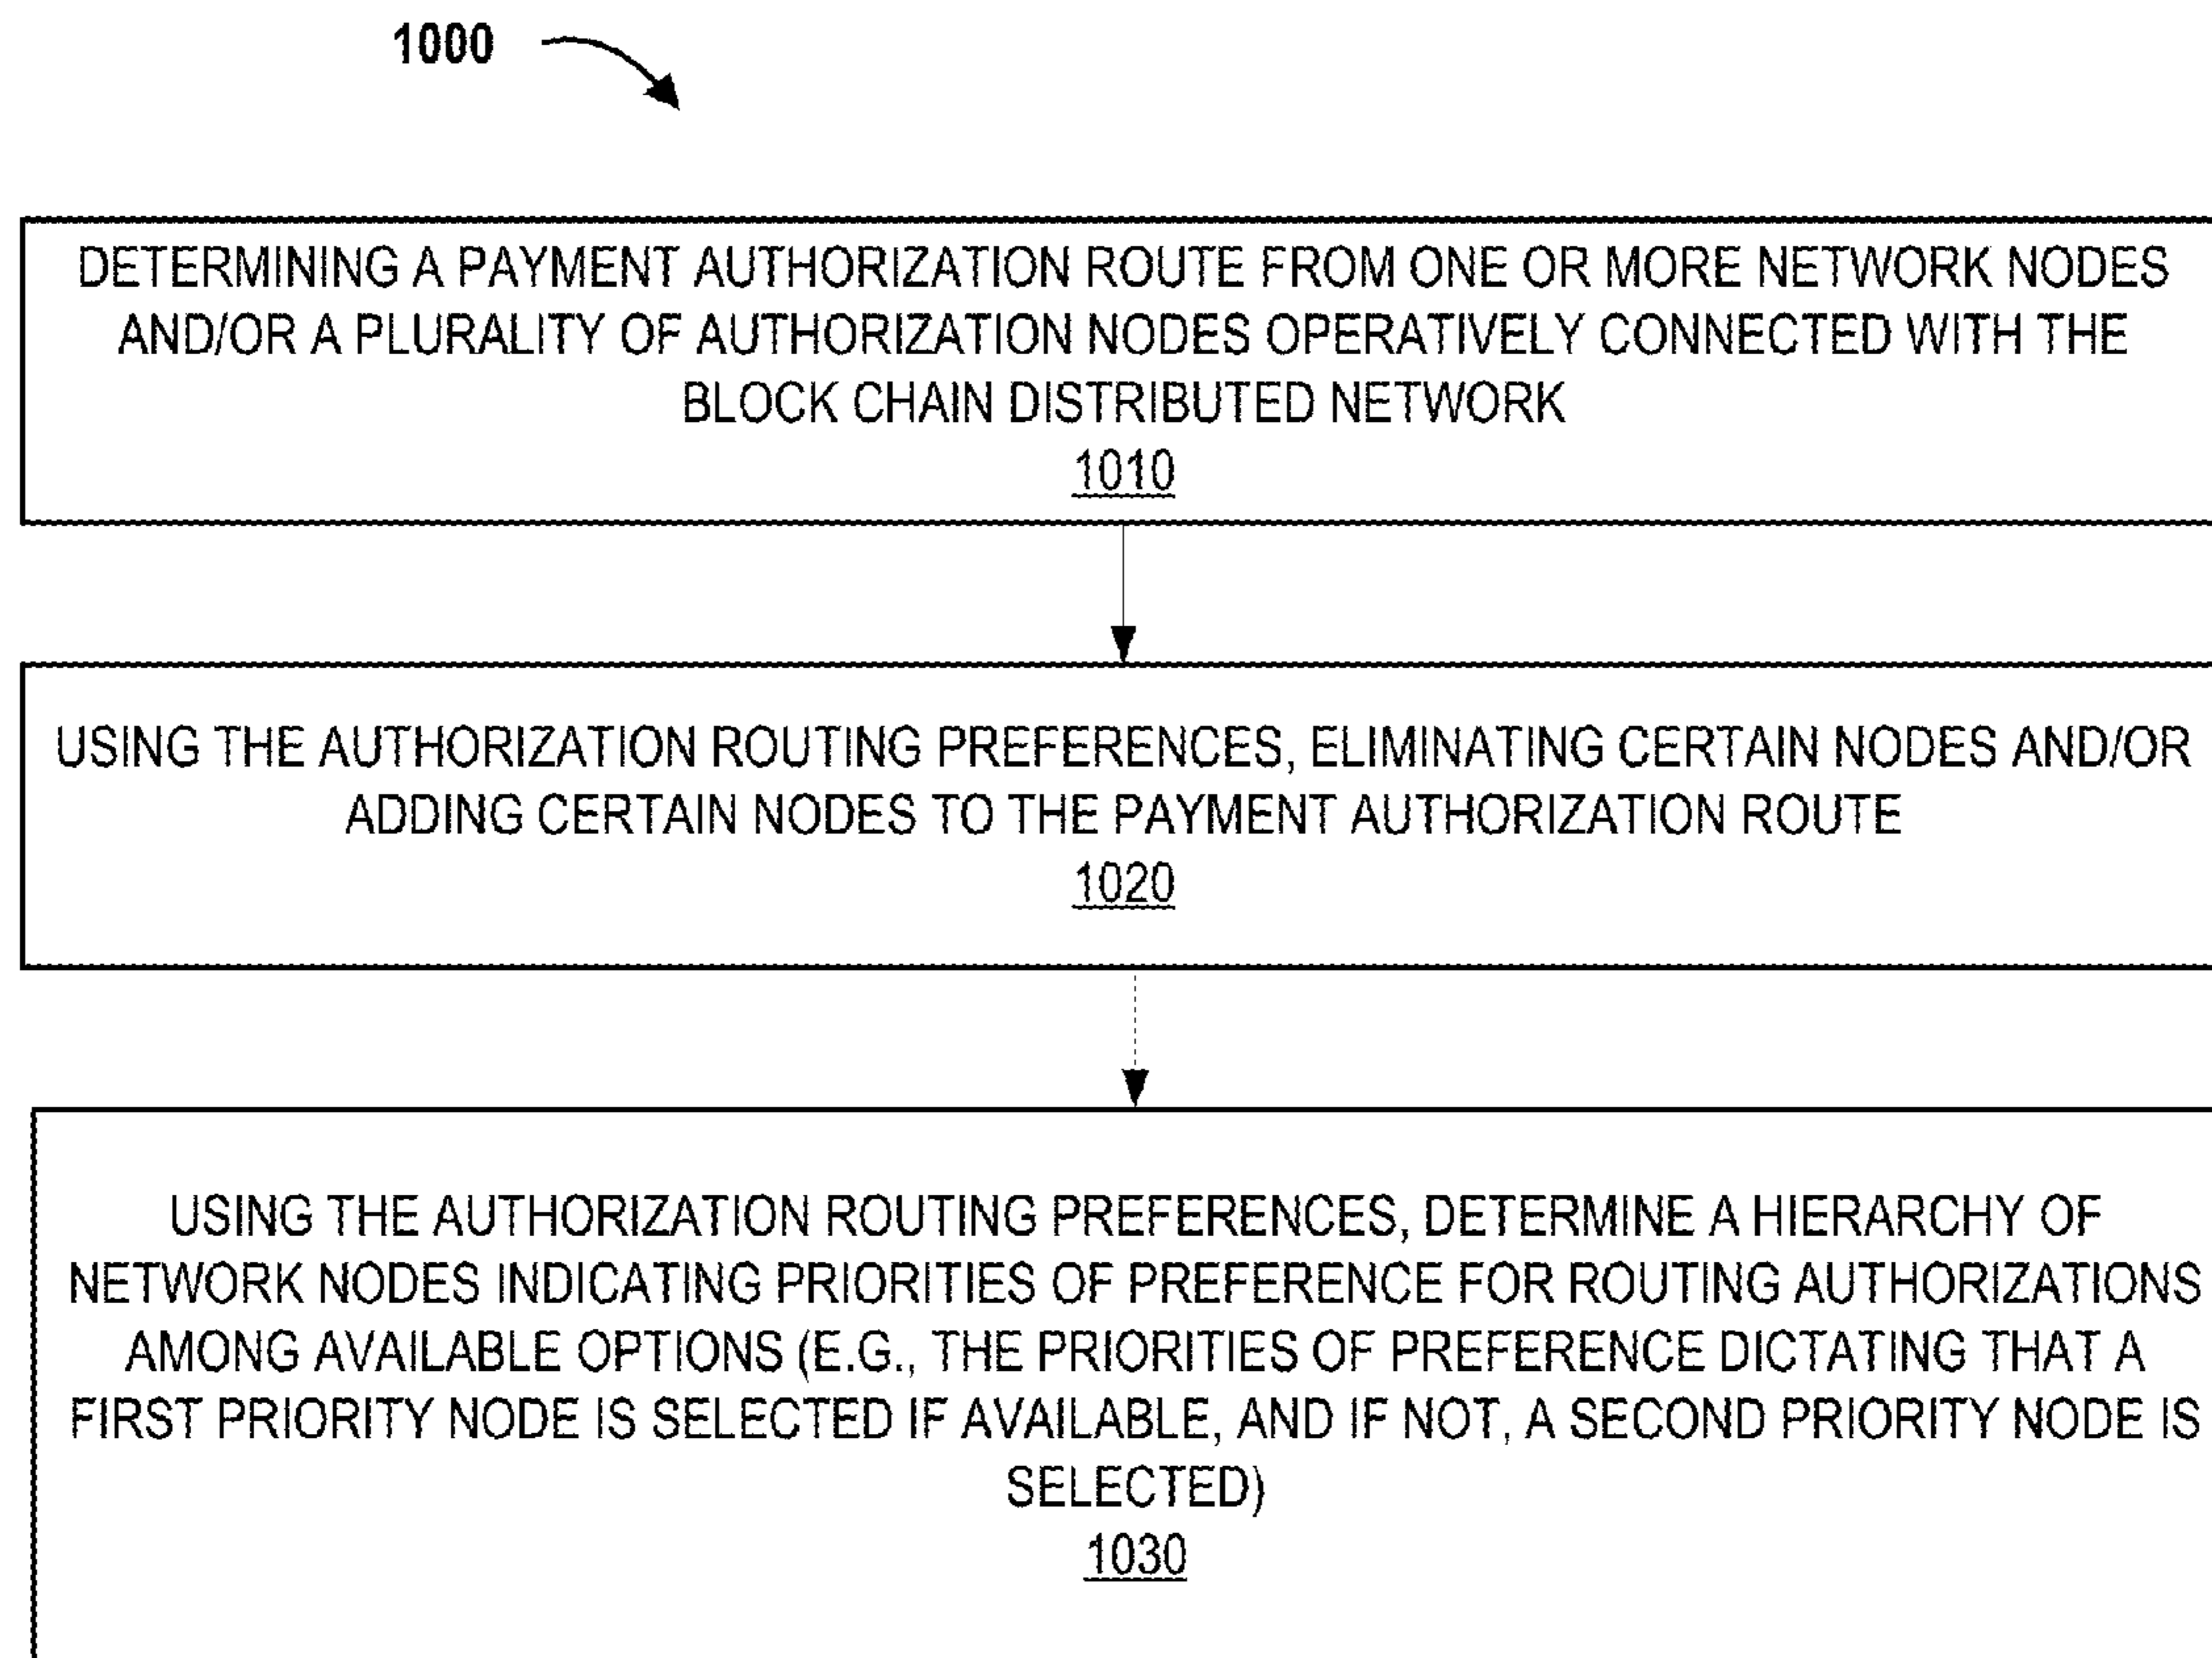 1000
DETERMINING A PAYMENT AUTHORIZATION ROUTE FROM ONE OR MORE NETWORK NODES
AND/OR A PLURALITY OF AUTHORIZATION NODES OPERATIVELY CONNECTED WITH THE
BLOCK CHAIN DISTRIBUTED NETWORK
1010
USING THE AUTHORIZATION ROUTING PREFERENCES, ELIMINATING CERTAIN NODES AND/OR
ADDING CERTAIN NODES TO THE PAYMENT AUTHORIZATION ROUTE
1020
USING THE AUTHORIZATION ROUTING PREFERENCES, DETERMINE A HIERARCHY OF
NETWORK NODES INDICATING PRIORITIES OF PREFERENCE FOR ROUTING AUTHORIZATIONS
AMONG AVAILABLE OPTIONS (E.G., THE PRIORITIES OF PREFERENCE DICTATING THAT A
FIRST PRIORITY NODE IS SELECTED IF AVAILABLE, AND IF NOT, A SECOND PRIORITY NODE IS
SELECTED)
1030